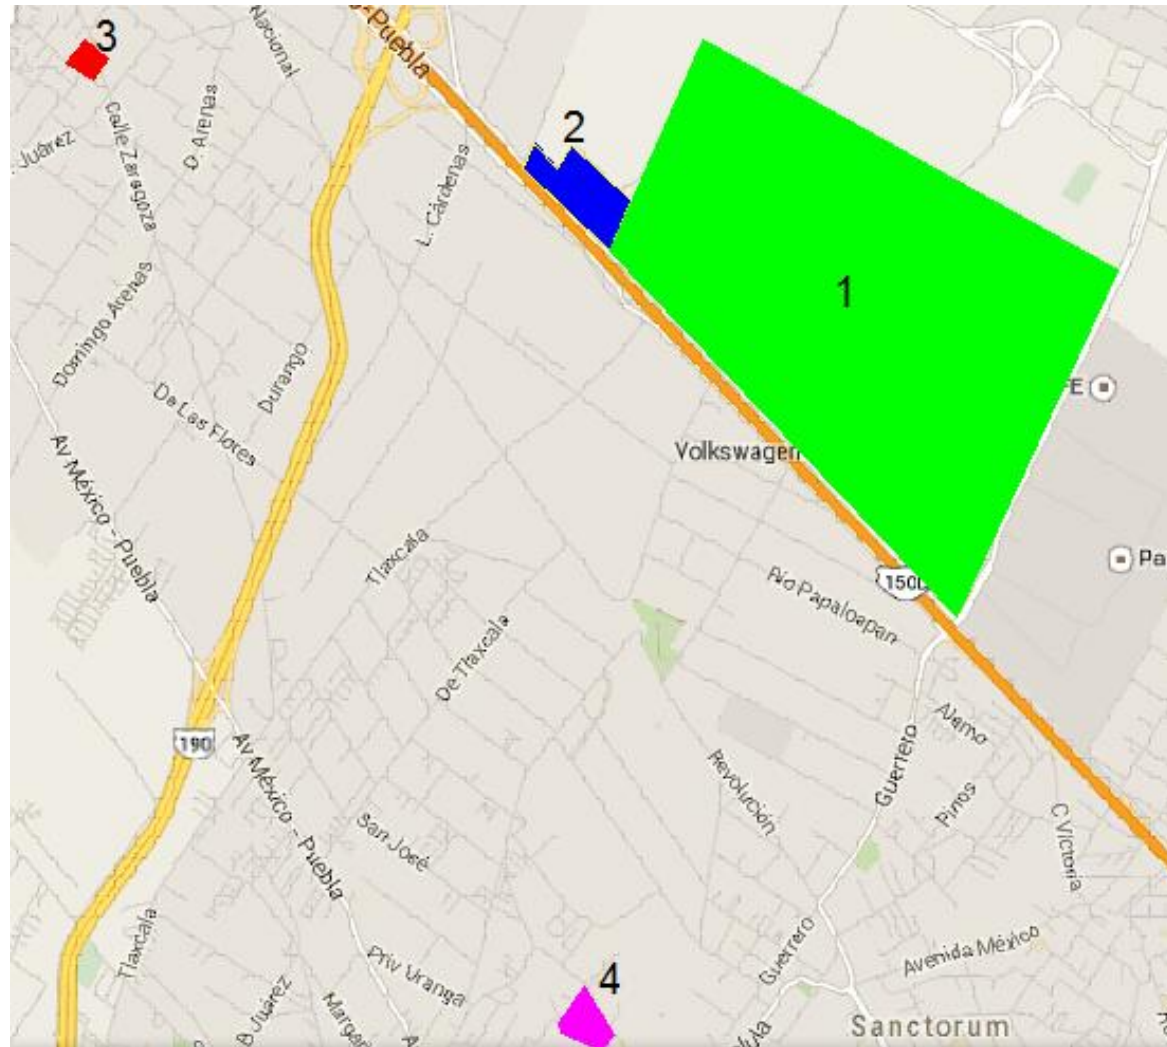 -Puebla
3
Nacional
D Arenas
Juárez
Calle Zaragoza
2
L. Cárdenas
1
Domingo Arenas
Durango
De Las Flores
E
Volkswagen
Av México - Puebla
Tlaxcala
150D
Pa
Río Papaloapan
De Tlaxcala
190
Alamo
Av México - Puebla
Guerrero
Revolución
Pinos
San José
C Victoria
Tlaxcala
Guerrero
Avenida México
Priv Uranga
4
B Juárez
Sanctorum